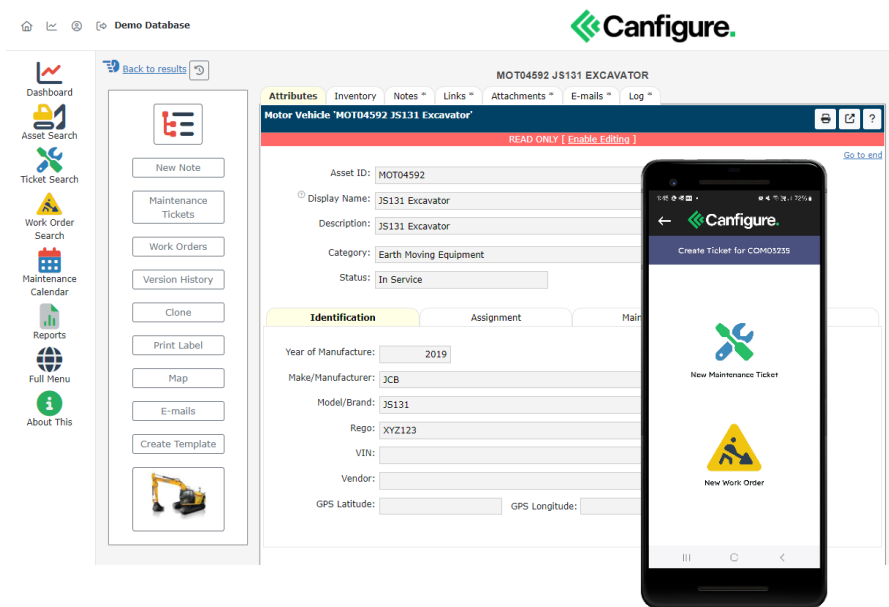 Demo Database
Canfigure.
Dashboard
Asset Search
Ticket Search
Work Order
Search
Maintenance
Calendar
Reports
Full Menu
About This
Back to results
New Note
Maintenance
Tickets
Work Orders
Version History
Clone
Print Label
Map
E-mails
Create Template
MOT04592 JS131 EXCAVATOR
Attributes Inventory Notes * Links * Attachments * E-mails * Log *
Motor Vehicle 'MOT04592 JS131 Excavator'
?
READ ONLY [ Enable Editing ]
Go to end
Asset ID: MOT04592
Display Name: JS131 Excavator
Description: JS131 Excavator
Category: Earth Moving Equipment
Status: In Service
Identification Assignment Main
Year of Manufacture: 2019
Make/Manufacturer: JCB
Model/Brand: JS131
Rego: XYZ123
VIN:
Vendor:
GPS Latitude: GPS Longitude:
72%
Canfigure.
Create Ticket for COM03235
New Maintenance Ticket
New Work Order